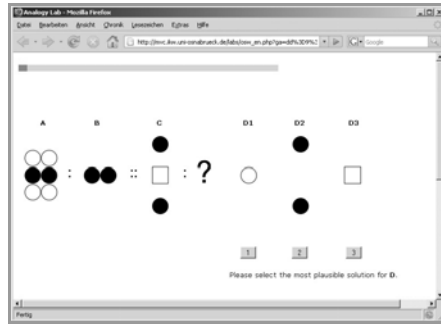 Analogy Lab - Mozilla Firefox
Datei Bearbeiten Ansicht Chronik Lesezeichen Extras Hilfe
Google
A B C D1 D2 D3
: :: : ?
1 2 3
Please select the most plausible solution for D.
Fertig